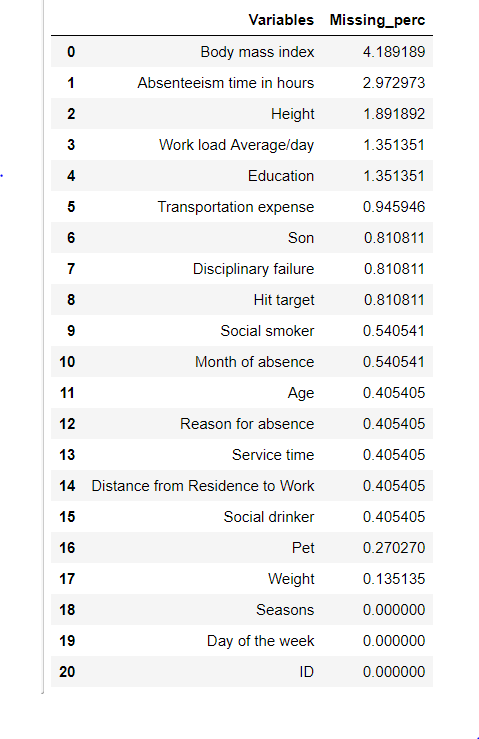 Variables Missing_perc
0 Body mass index 4.189189
1 Absenteeism time in hours 2.972973
2 Height 1.891892
3 Work load Average/day 1.351351
4 Education 1.351351
5 Transportation expense 0.945946
6 Son 0.810811
7 Disciplinary failure 0.810811
8 Hit target 0.810811
9 Social smoker 0.540541
10 Month of absence 0.540541
11 Age 0.405405
12 Reason for absence 0.405405
13 Service time 0.405405
14 Distance from Residence to Work 0.405405
15 Social drinker 0.405405
16 Pet 0.270270
17 Weight 0.135135
18 Seasons 0.000000
19 Day of the week 0.000000
20 ID 0.000000